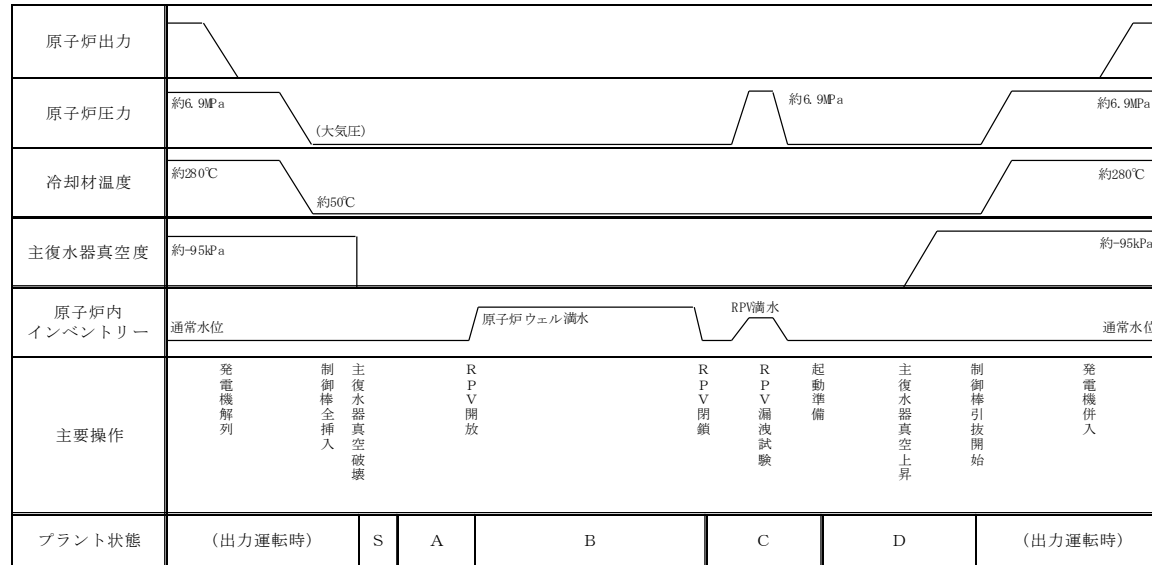 原子炉出力
原子炉圧力
約6.9MPa
(大気圧)
約6.9MPa
約6.9MPa
冷却材温度
約280℃
約50℃
約280℃
主復水器真空度
約-95kPa
約-95kPa
原子炉内
インベントリー
通常水位
原子炉ウェル満水
RPV満水
通常水位
主要操作
発電機解列
制御棒全挿入
主復水器真空破壊
RPV開放
RPV閉鎖
RPV漏洩試験
起動準備
主復水器真空上昇
制御棒引抜開始
発電機併入
プラント状態
(出力運転時)
S
A
B
C
D
(出力運転時)